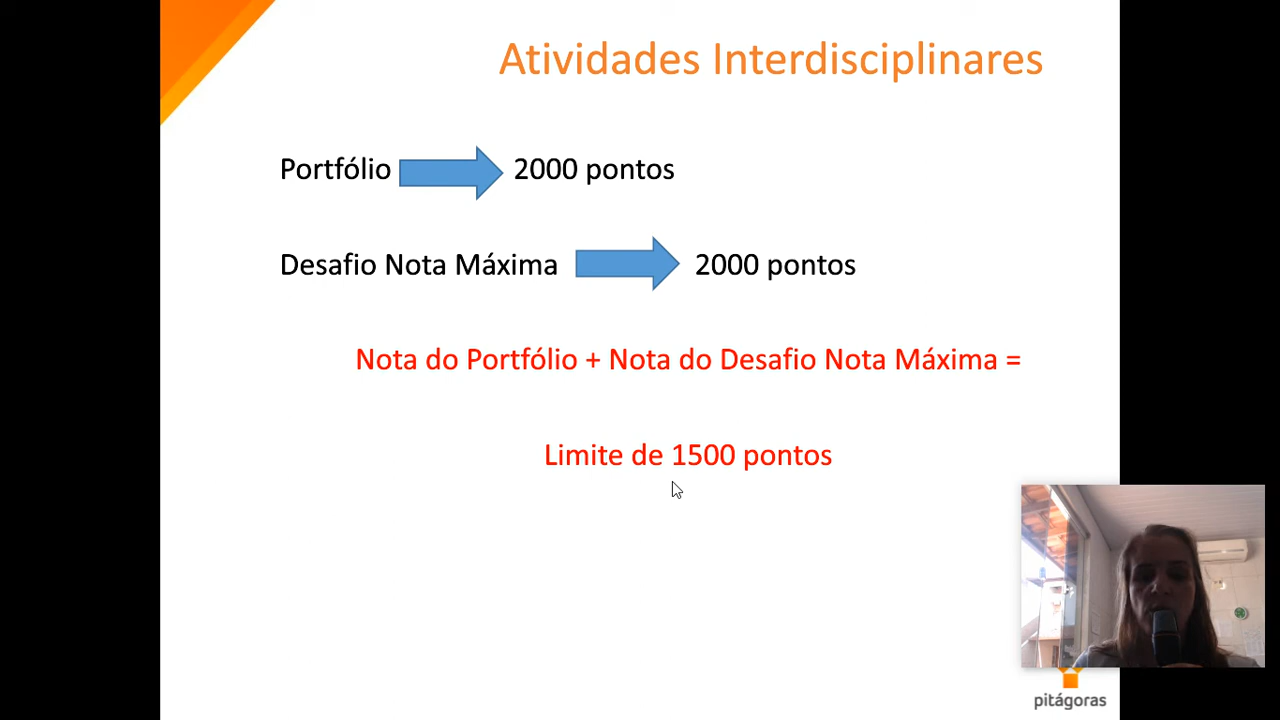 Atividades Interdisciplinares
Portfólio 2000 pontos
Desafio Nota Máxima 2000 pontos
Nota do Portfólio + Nota do Desafio Nota Máxima =
Limite de 1500 pontos
pitágoras